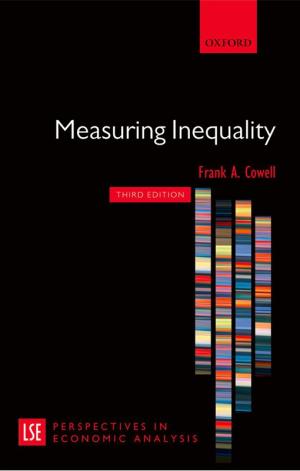 OXFORD
Measuring Inequality
Frank A. Cowell
THIRD EDITION
LSE
PERSPECTIVES IN
ECONOMIC ANALYSIS